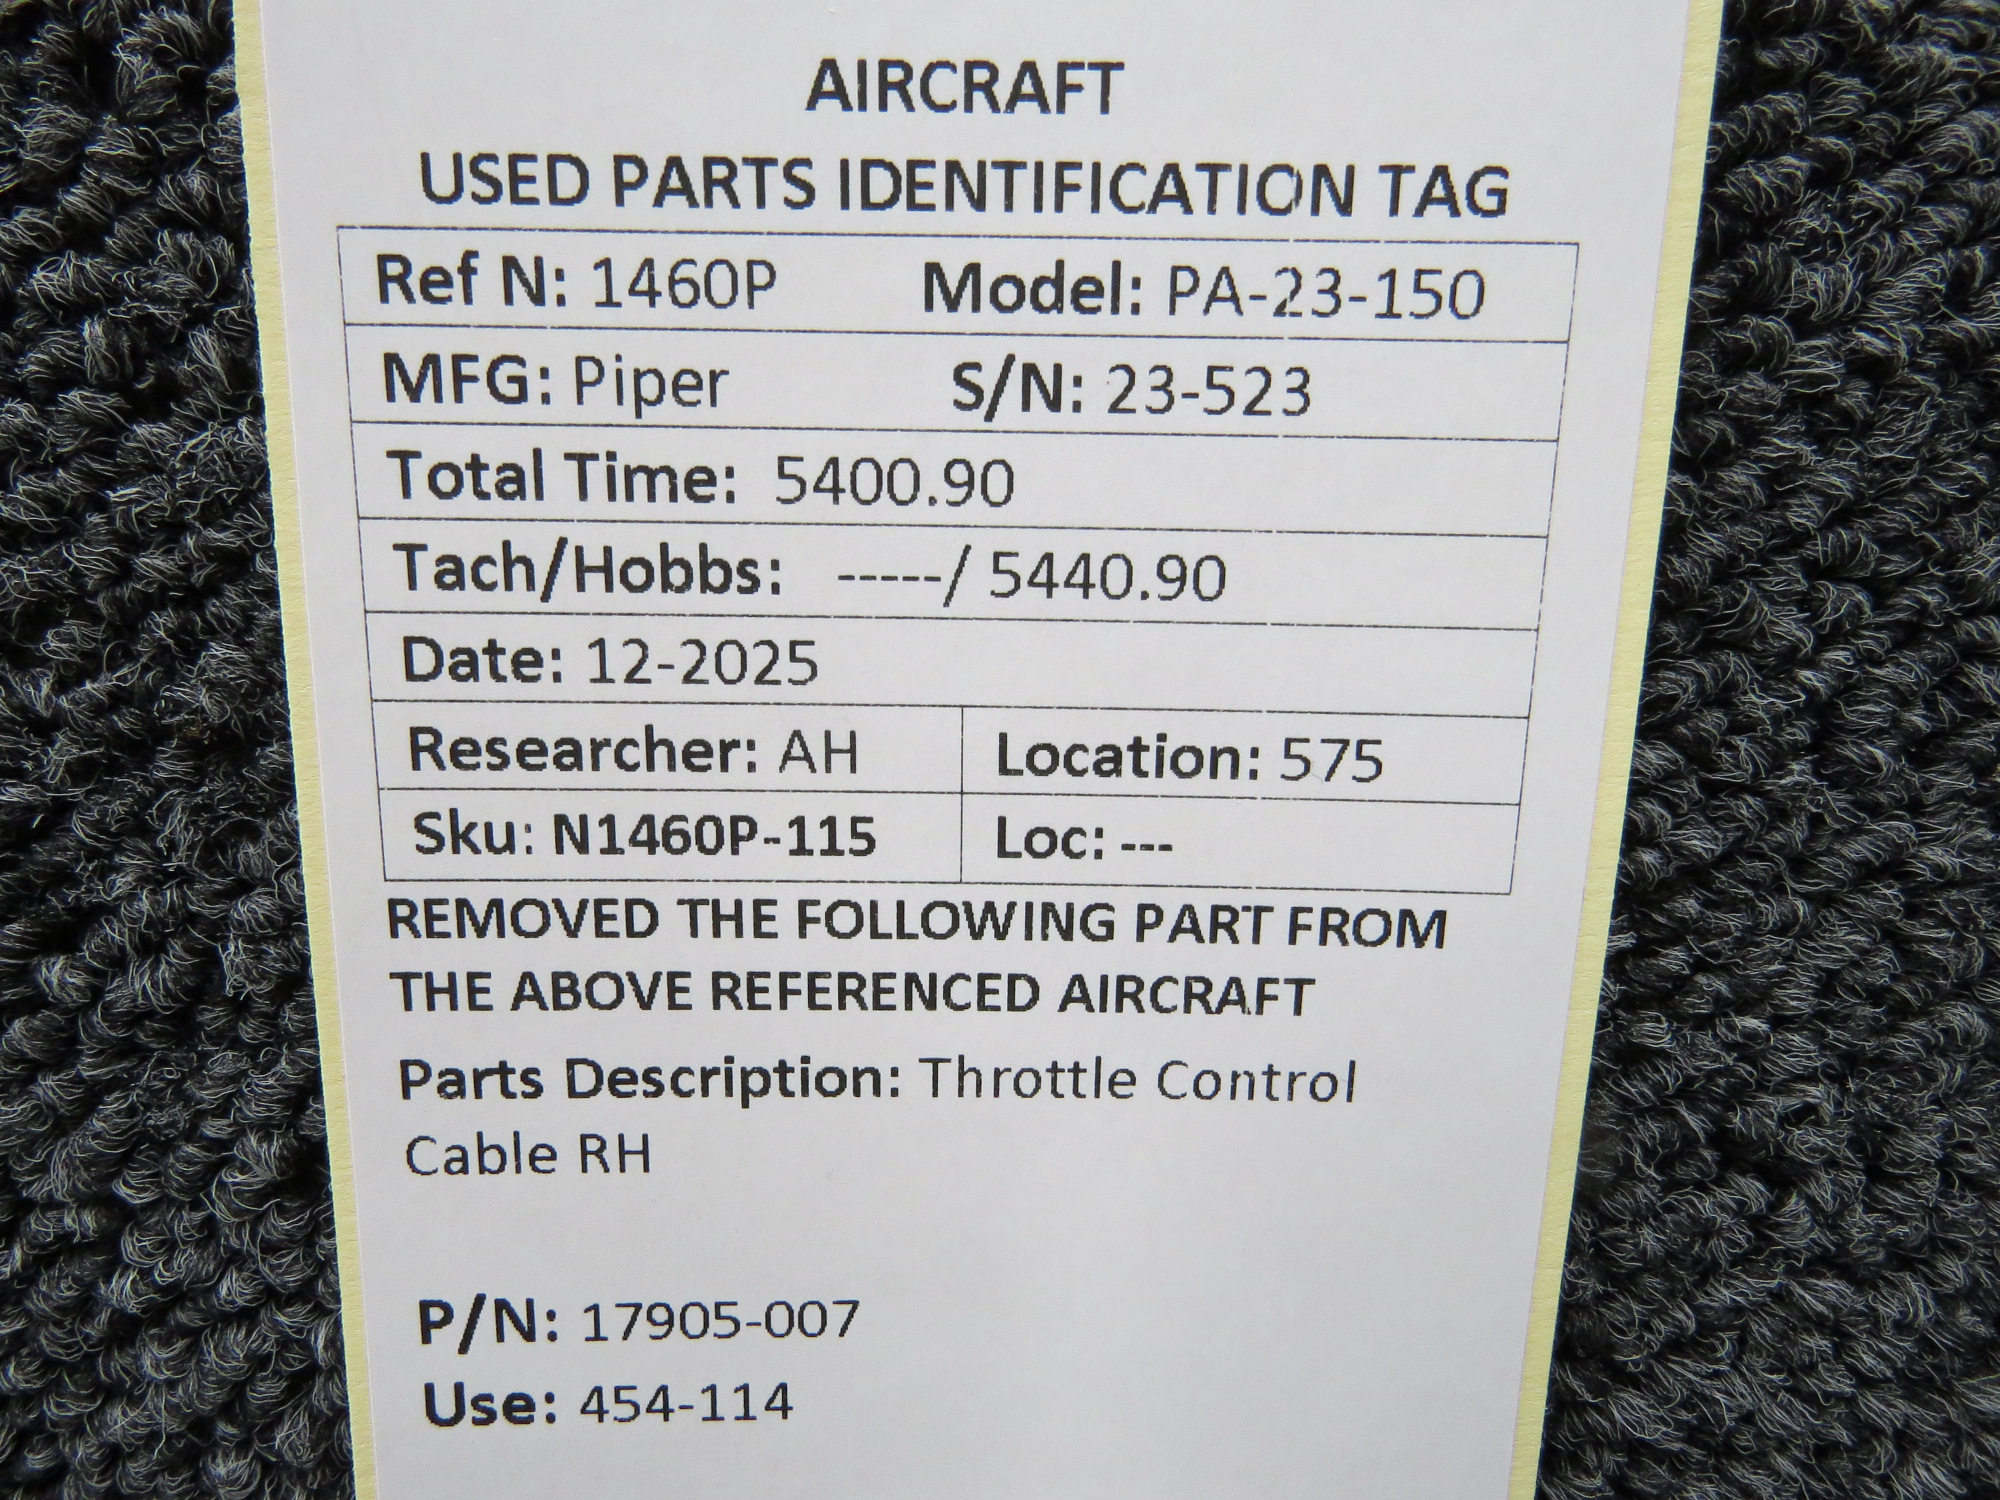 AIRCRAFT
USED PARTS IDENTIFICATION TAG
Ref N: 1460P Model: PA-23-150
MFG: Piper S/N: 23-523
Total Time: 5400.90
Tach/Hobbs: -----/ 5440.90
Date: 12-2025
Researcher: AH Location: 575
Sku: N1460P-115 Loc: ---
REMOVED THE FOLLOWING PART FROM
THE ABOVE REFERENCED AIRCRAFT
Parts Description: Throttle Control
Cable RH
P/N: 17905-007
Use: 454-114